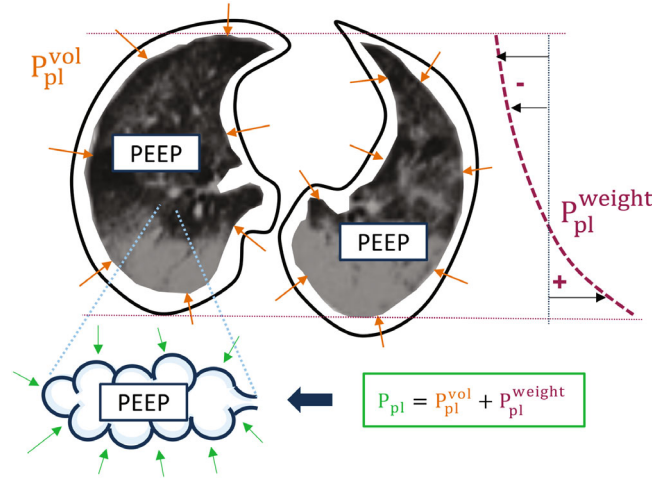 P_pl^vol
PEEP
PEEP
-
P_pl^weight
+
PEEP
P_pl = P_pl^vol + P_pl^weight